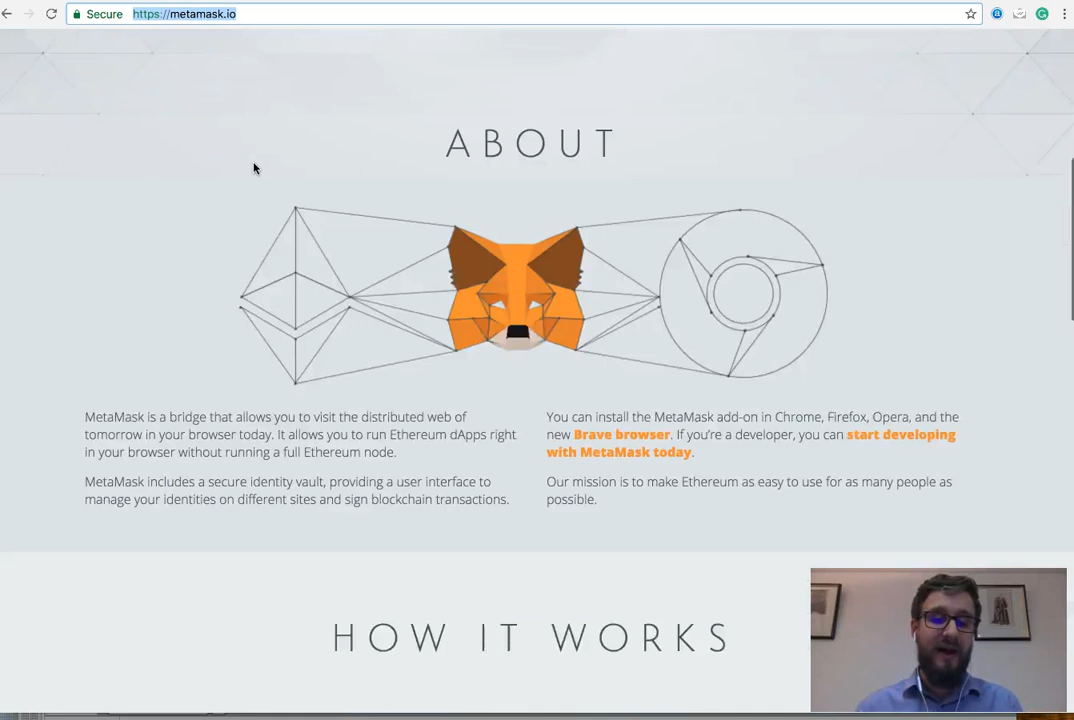 Secure https://metamask.io
ABOUT
MetaMask is a bridge that allows you to visit the distributed web of
tomorrow in your browser today. It allows you to run Ethereum dApps right
in your browser without running a full Ethereum node.
MetaMask includes a secure identity vault, providing a user interface to
manage your identities on different sites and sign blockchain transactions.
You can install the MetaMask add-on in Chrome, Firefox, Opera, and the
new Brave browser. If you’re a developer, you can start developing
with MetaMask today.
Our mission is to make Ethereum as easy to use for as many people as
possible.
HOW IT WORKS